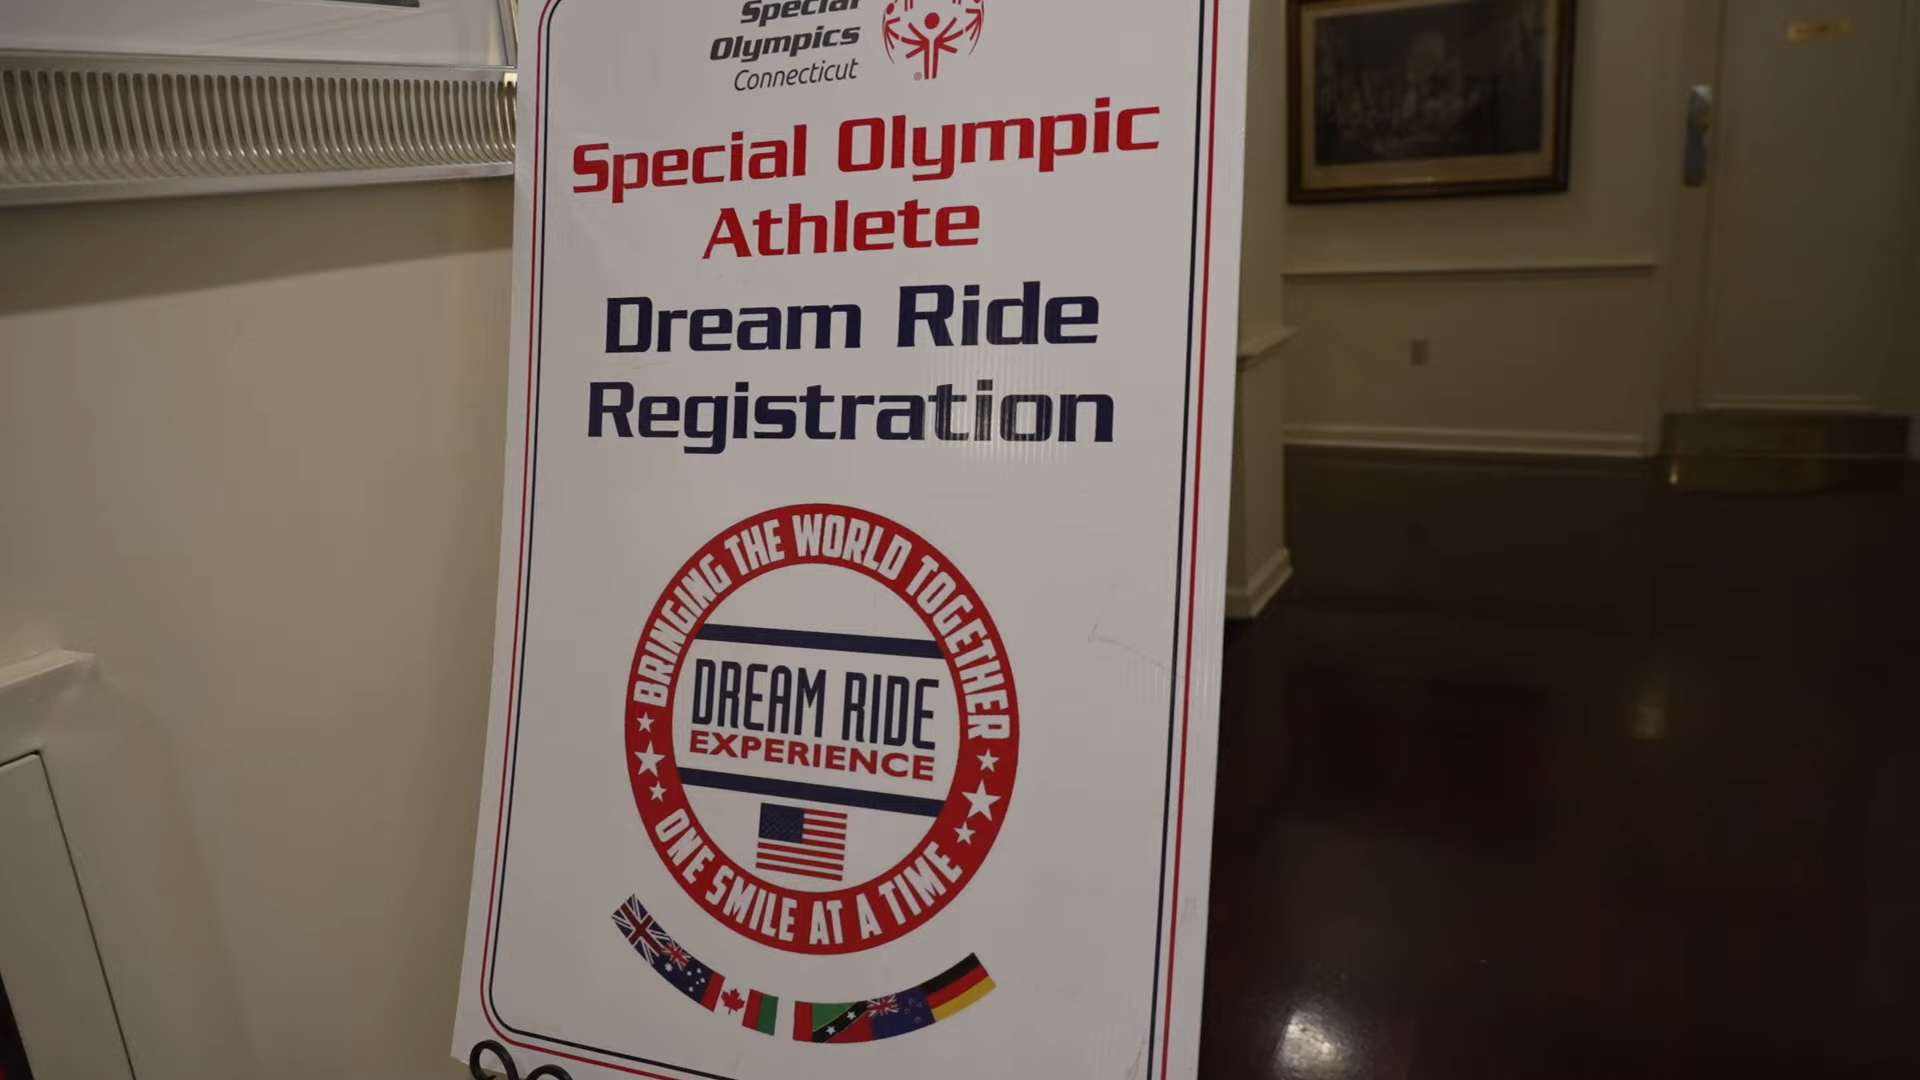 Special
Olympics
Connecticut
Special Olympic
Athlete
Dream Ride
Registration
BRINGING THE WORLD TOGETHER
DREAM RIDE
EXPERIENCE
ONE SMILE AT A TIME